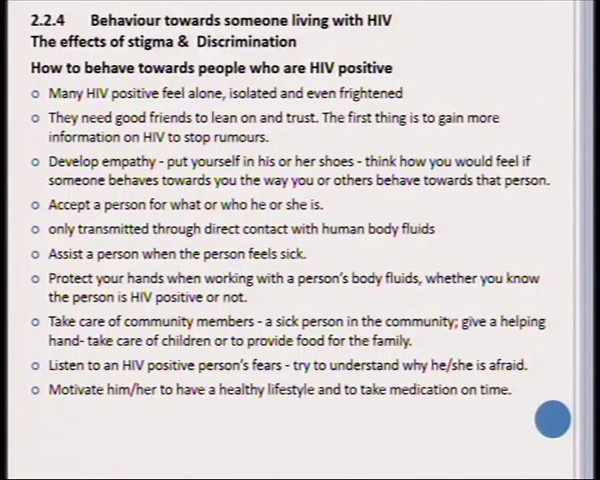 2.2.4 Behaviour towards someone living with HIV
The effects of stigma & Discrimination
How to behave towards people who are HIV positive
o Many HIV positive feel alone, isolated and even frightened
o They need good friends to lean on and trust. The first thing is to gain more
information on HIV to stop rumours.
o Develop empathy - put yourself in his or her shoes - think how you would feel if
someone behaves towards you the way you or others behave towards that person.
o Accept a person for what or who he or she is.
o only transmitted through direct contact with human body fluids
o Assist a person when the person feels sick.
o Protect your hands when working with a person's body fluids, whether you know
the person is HIV positive or not.
o Take care of community members - a sick person in the community; give a helping
hand- take care of children or to provide food for the family.
o Listen to an HIV positive person's fears - try to understand why he/she is afraid.
o Motivate him/her to have a healthy lifestyle and to take medication on time.